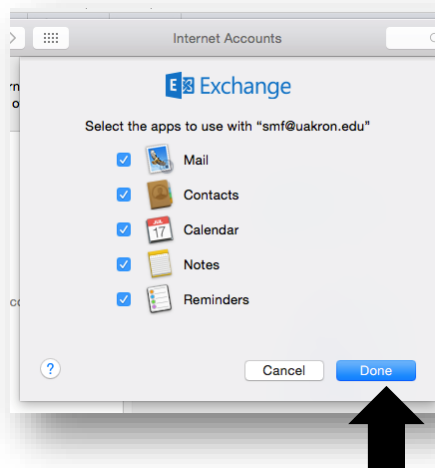 Internet Accounts
E Exchange
Select the apps to use with “smf@uakron.edu”
Mail
Contacts
17
Calendar
Notes
Reminders
?
Cancel
Done